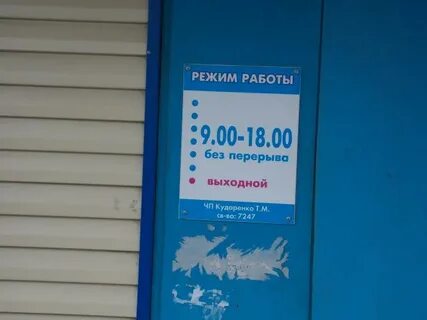 РЕЖИМ РАБОТЫ
9.00-18.00
без перерыва
выходной
ЧП Кудоренко Т.М.
св-во: 7247